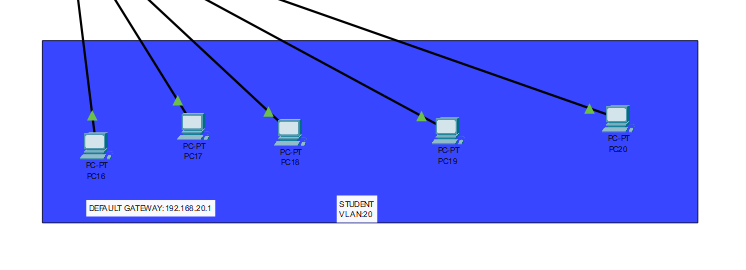 PC-PT
PC16
PC-PT
PC17
PC-PT
PC18
PC-PT
PC19
PC-PT
PC20
DEFAULT GATEWAY:192.168.20.1
STUDENT
VLAN:20